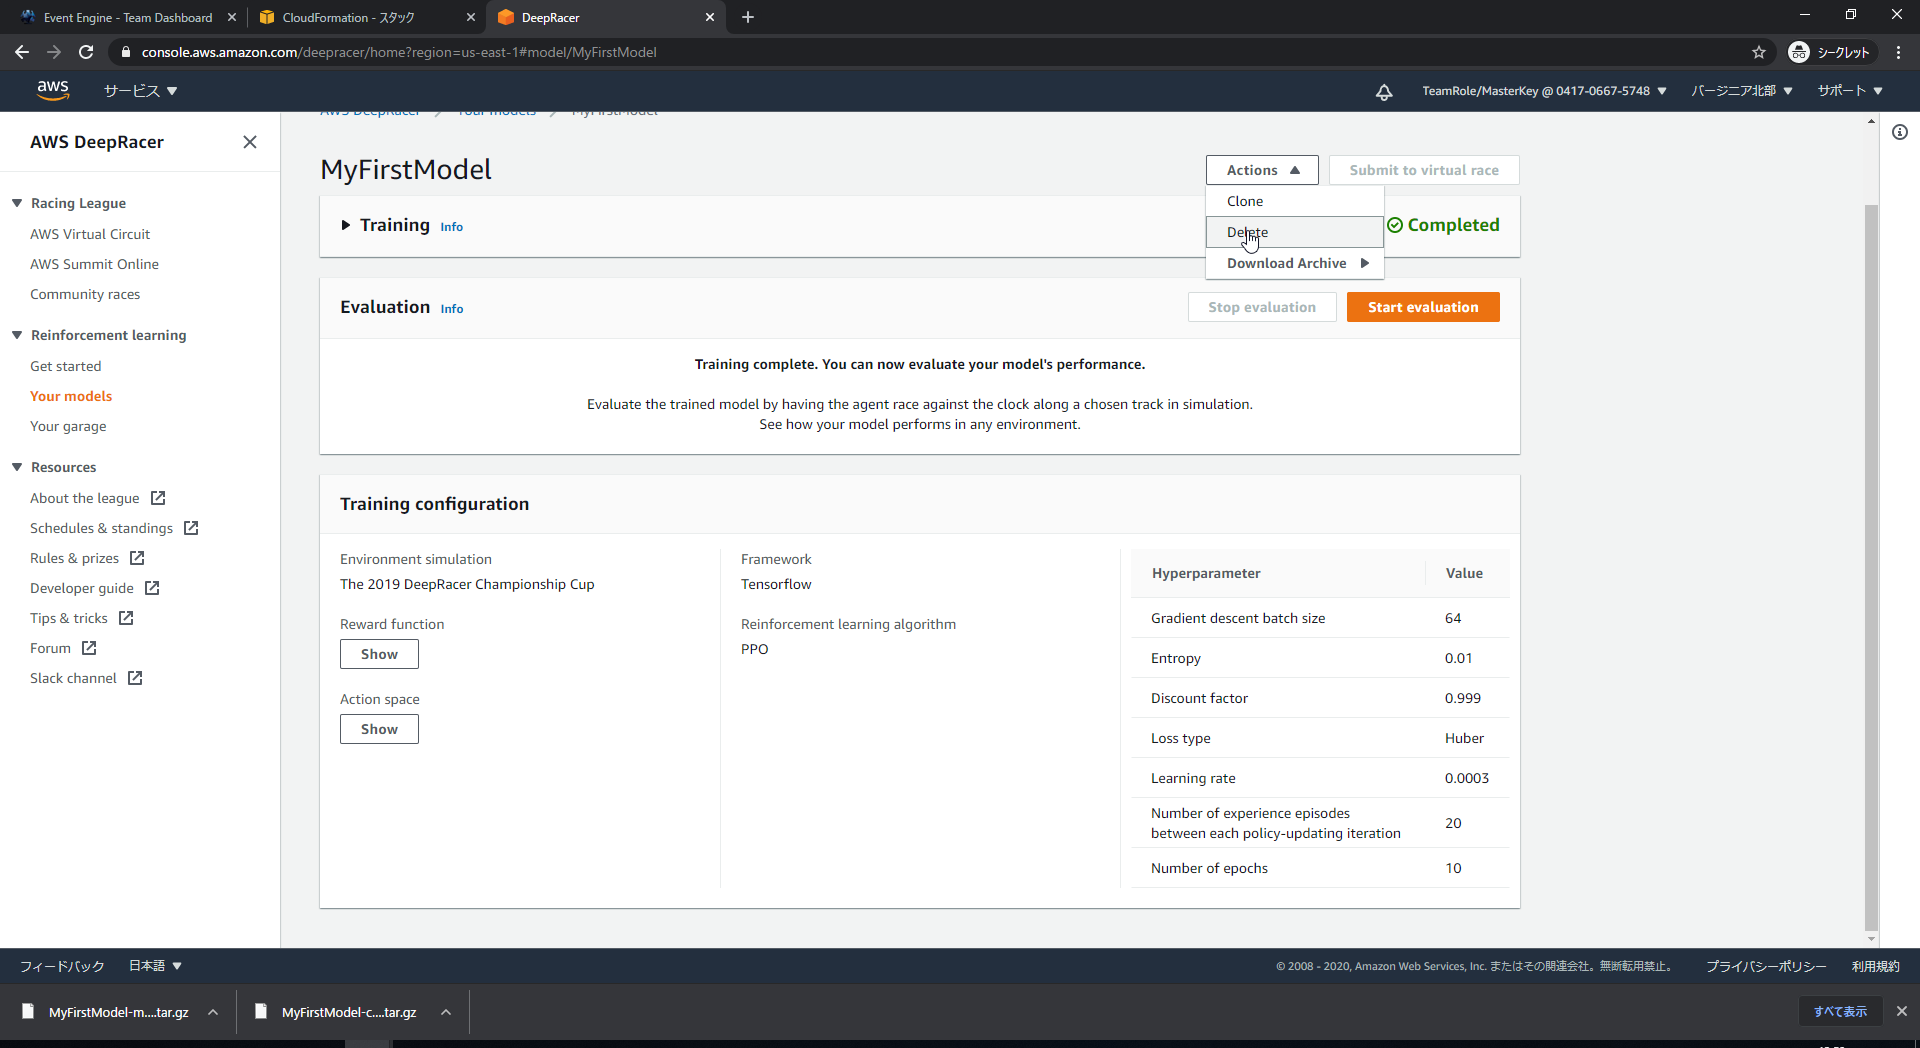 Event Engine - Team Dashboard
CloudFormation - スタック
DeepRacer
console.aws.amazon.com/deepracer/home?region=us-east-1#model/MyFirstModel
シークレット
aws
サービス
TeamRole/MasterKey @ 0417-0667-5748
バージニア北部
サポート
AWS DeepRacer
Racing League
AWS Virtual Circuit
AWS Summit Online
Community races
Reinforcement learning
Get started
Your models
Your garage
Resources
About the league
Schedules & standings
Rules & prizes
Developer guide
Tips & tricks
Forum
Slack channel
AWS DeepRacer
Your models
MyFirstModel
MyFirstModel
Actions
Submit to virtual race
Clone
Delete
Download Archive
Training Info
Completed
Evaluation Info
Stop evaluation
Start evaluation
Training complete. You can now evaluate your model's performance.
Evaluate the trained model by having the agent race against the clock along a chosen track in simulation.
See how your model performs in any environment.
Training configuration
Environment simulation
The 2019 DeepRacer Championship Cup
Reward function
Show
Action space
Show
Framework
Tensorflow
Reinforcement learning algorithm
PPO
Hyperparameter Value
Gradient descent batch size 64
Entropy 0.01
Discount factor 0.999
Loss type Huber
Learning rate 0.0003
Number of experience episodes
between each policy-updating iteration 20
Number of epochs 10
フィードバック
日本語
© 2008 - 2020, Amazon Web Services, Inc. またはその関連会社。無断転用禁止。
プライバシーポリシー
利用規約
MyFirstModel-m....tar.gz
MyFirstModel-c....tar.gz
すべて表示